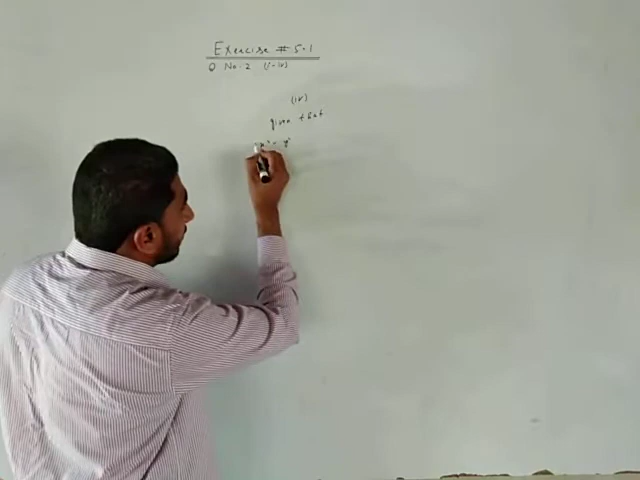 Exercise # 5.1
Q No. 2 (i-iv)
(iv)
given that